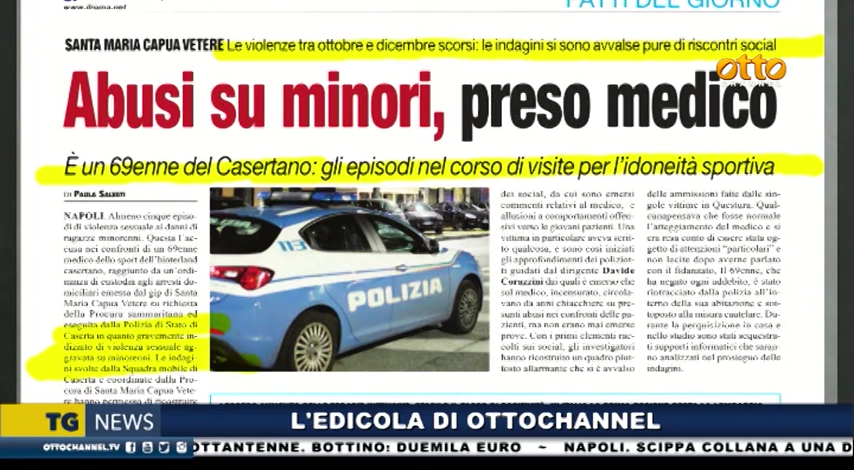 www.dioma.net
FATTI DEL GIORNO
SANTA MARIA CAPUA VETERE Le violenze tra ottobre e dicembre scorsi: le indagini si sono avvalse pure di riscontri social
otto
Abusi su minori, preso medico
È un 69enne del Casertano: gli episodi nel corso di visite per l'idoneità sportiva
DI PAOLA SALVETI
NAPOLI. Almeno cinque episo-
di di violenza sessuale ai danni di
ragazze minorenni. Questa l'ac-
cusa nei confronti di un 69enne
medico dello sport dell'hinterland
casertano, raggiunto da un'ordi-
nanza di custodia agli arresti do-
miciliari emessa dal gip di Santa
Maria Capua Vetere su richiesta
della Procura sammaritana ed
eseguita dalla Polizia di Stato di
Caserta in quanto gravemente in-
diziato di violenza sessuale ag-
gravata su minorenni. Le indagi-
ni svolte dalla Squadra mobile di
Caserta e coordinate dalla Pro-
cura di Santa Maria Capua Vete-
re hanno permesso di ricostruire
113
POLIZIA
dei social, da cui sono emersi
commenti relativi al medico, e
allusioni a comportamenti offen-
sivi verso le giovani pazienti. Una
vittima in particolare aveva scrit-
to qualcosa, e sono così iniziati
gli approfondimenti dei polizior-
ti guidati dal dirigente Davide
Corazzini dai quali è emerso che
sul medico, incensurato, circola-
vano da anni chiacchiere su pre-
sunti abusi nei confronti delle pa-
zienti, ma non erano mai emerse
prove. Con i primi elementi rac-
colti sui social, gli investigatori
hanno ricostruito un quadro piut-
tosto allarmante che si è avvalso
delle ammissioni fatte dalle sin-
gole vittime in Questura. Qual-
cuna pensava che fosse normale
l'atteggiamento del medico e si
era resa conto di essere stata og-
getto di attenzioni "particolari" e
non lecite dopo averne parlato
con il fidanzato. Il 69enne, che
ha negato ogni addebito, è stato
rintracciato dalla polizia all'in-
terno della sua abitazione e sot-
toposto alla misura cautelare. Du-
rante la perquisizione in casa e
nello studio sono stati sequestra-
ti supporti informatici che saran-
no analizzati nel prosieguo delle
indagini.
TG NEWS
L'EDICOLA DI OTTOCHANNEL
OTTOCHANNEL.TV
OTTANTENNE. BOTTINO: DUEMILA EURO ~ NAPOLI. SCIPPA COLLANA A UNA D